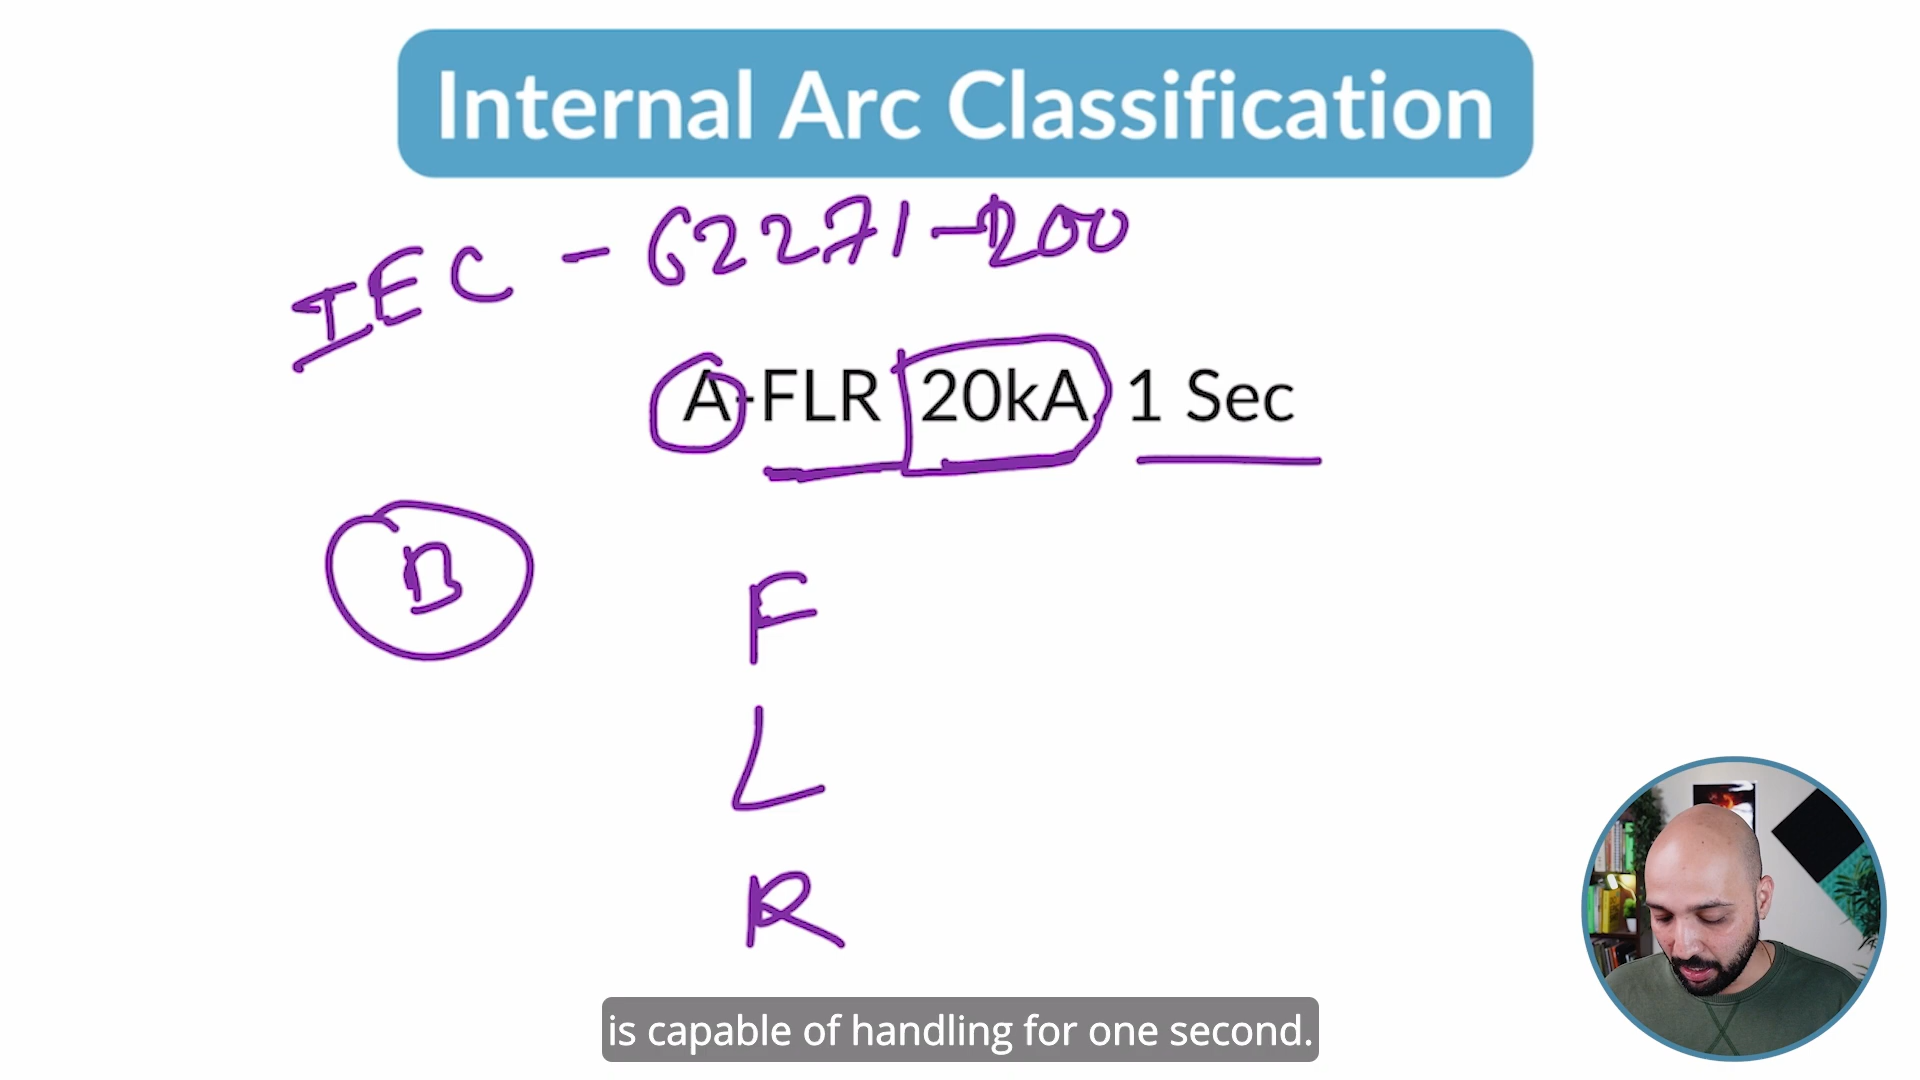 Internal Arc Classification
IEC - 62271-200
A-FLR 20kA, 1 Sec
B
F
L
R
is capable of handling for one second.